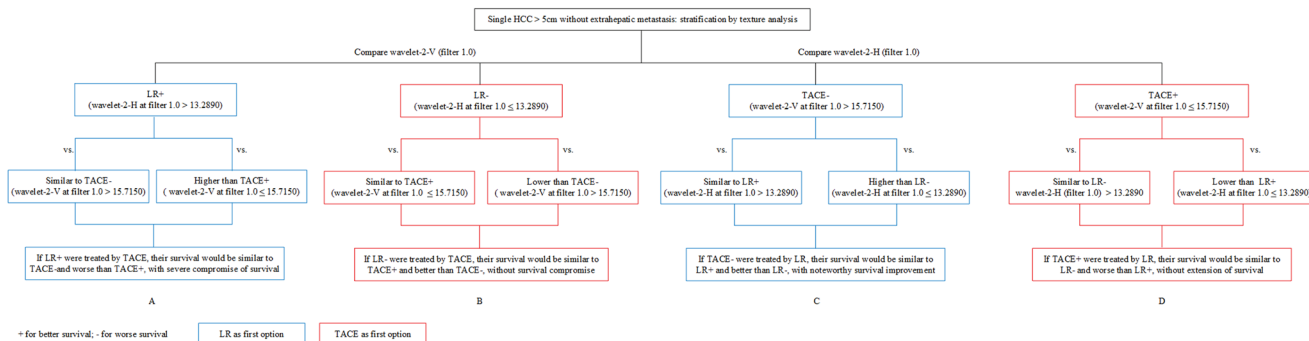 Single HCC > 5cm without extrahepatic metastasis: stratification by texture analysis
Compare wavelet-2-V (filter 1.0)
Compare wavelet-2-H (filter 1.0)
LR+
(wavelet-2-H at filter 1.0 > 13.2890)
LR-
(wavelet-2-H at filter 1.0 ≤ 13.2890)
TACE-
(wavelet-2-V at filter 1.0 > 15.7150)
TACE+
(wavelet-2-V at filter 1.0 ≤ 15.7150)
vs.
vs.
vs.
vs.
vs.
vs.
vs.
vs.
Similar to TACE-
(wavelet-2-V at filter 1.0 > 15.7150)
Higher than TACE+
( wavelet-2-V at filter 1.0 ≤ 15.7150)
Similar to TACE+
(wavelet-2-V at filter 1.0 ≤ 15.7150)
Lower than TACE-
( wavelet-2-V at filter 1.0 > 15.7150)
Similar to LR+
(wavelet-2-H at filter 1.0 > 13.2890)
Higher than LR-
(wavelet-2-H at filter 1.0 ≤ 13.2890)
Similar to LR-
wavelet-2-H (filter 1.0) > 13.2890
Lower than LR+
(wavelet-2-H at filter 1.0 ≤ 13.2890)
If LR+ were treated by TACE, their survival would be similar to
TACE-and worse than TACE+, with severe compromise of survival
If LR- were treated by TACE, their survival would be similar to
TACE+ and better than TACE-, without survival compromise
If TACE- were treated by LR, their survival would be similar to
LR+ and better than LR-, with noteworthy survival improvement
If TACE+ were treated by LR, their survival would be similar to
LR- and worse than LR+, without extension of survival
A
B
C
D
+ for better survival; - for worse survival
LR as first option
TACE as first option